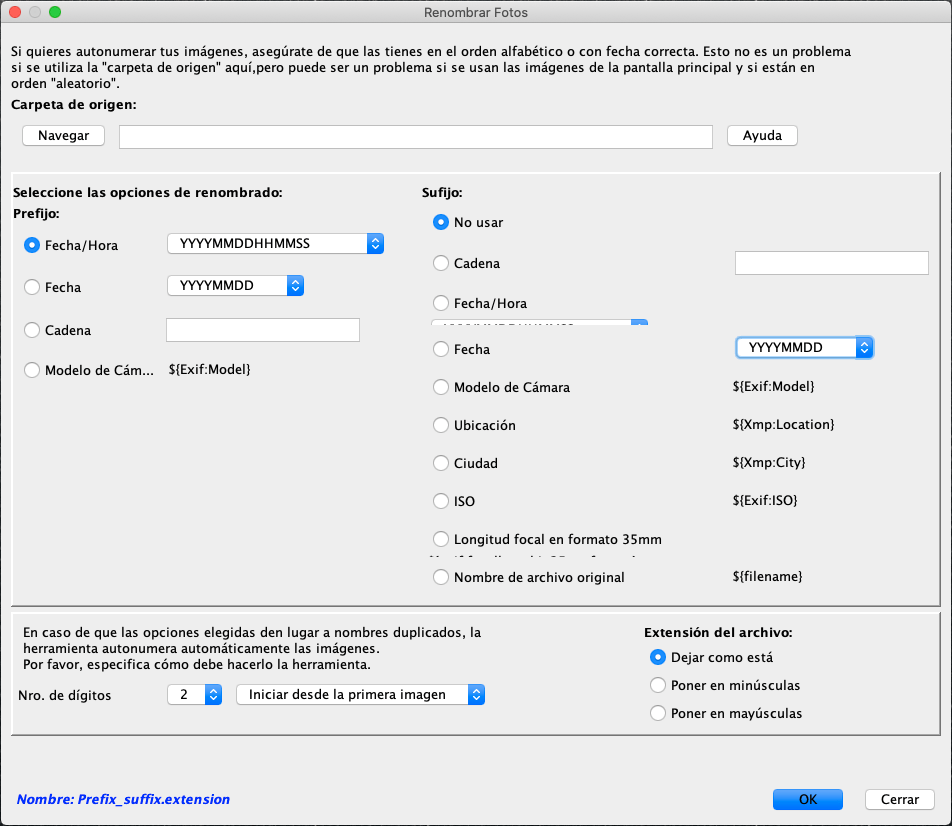 Renombrar Fotos
Si quieres autonumerar tus imágenes, asegúrate de que las tienes en el orden alfabético o con fecha correcta. Esto no es un problema
si se utiliza la "carpeta de origen" aquí,pero puede ser un problema si se usan las imágenes de la pantalla principal y si están en
orden "aleatorio".
Carpeta de origen:
Navegar
Ayuda
Seleccione las opciones de renombrado:
Prefijo:
Fecha/Hora YYYYMMDDHHMMSS
Fecha YYYYMMDD
Cadena
Modelo de Cám... ${Exif:Model}
Sufijo:
No usar
Cadena
Fecha/Hora
Fecha YYYYMMDD
Modelo de Cámara ${Exif:Model}
Ubicación ${Xmp:Location}
Ciudad ${Xmp:City}
ISO ${Exif:ISO}
Longitud focal en formato 35mm
Nombre de archivo original ${filename}
En caso de que las opciones elegidas den lugar a nombres duplicados, la
herramienta autonumera automáticamente las imágenes.
Por favor, especifica cómo debe hacerlo la herramienta.
Nro. de dígitos 2 Iniciar desde la primera imagen
Extensión del archivo:
Dejar como está
Poner en minúsculas
Poner en mayúsculas
Nombre: Prefix_suffix.extension
OK
Cerrar